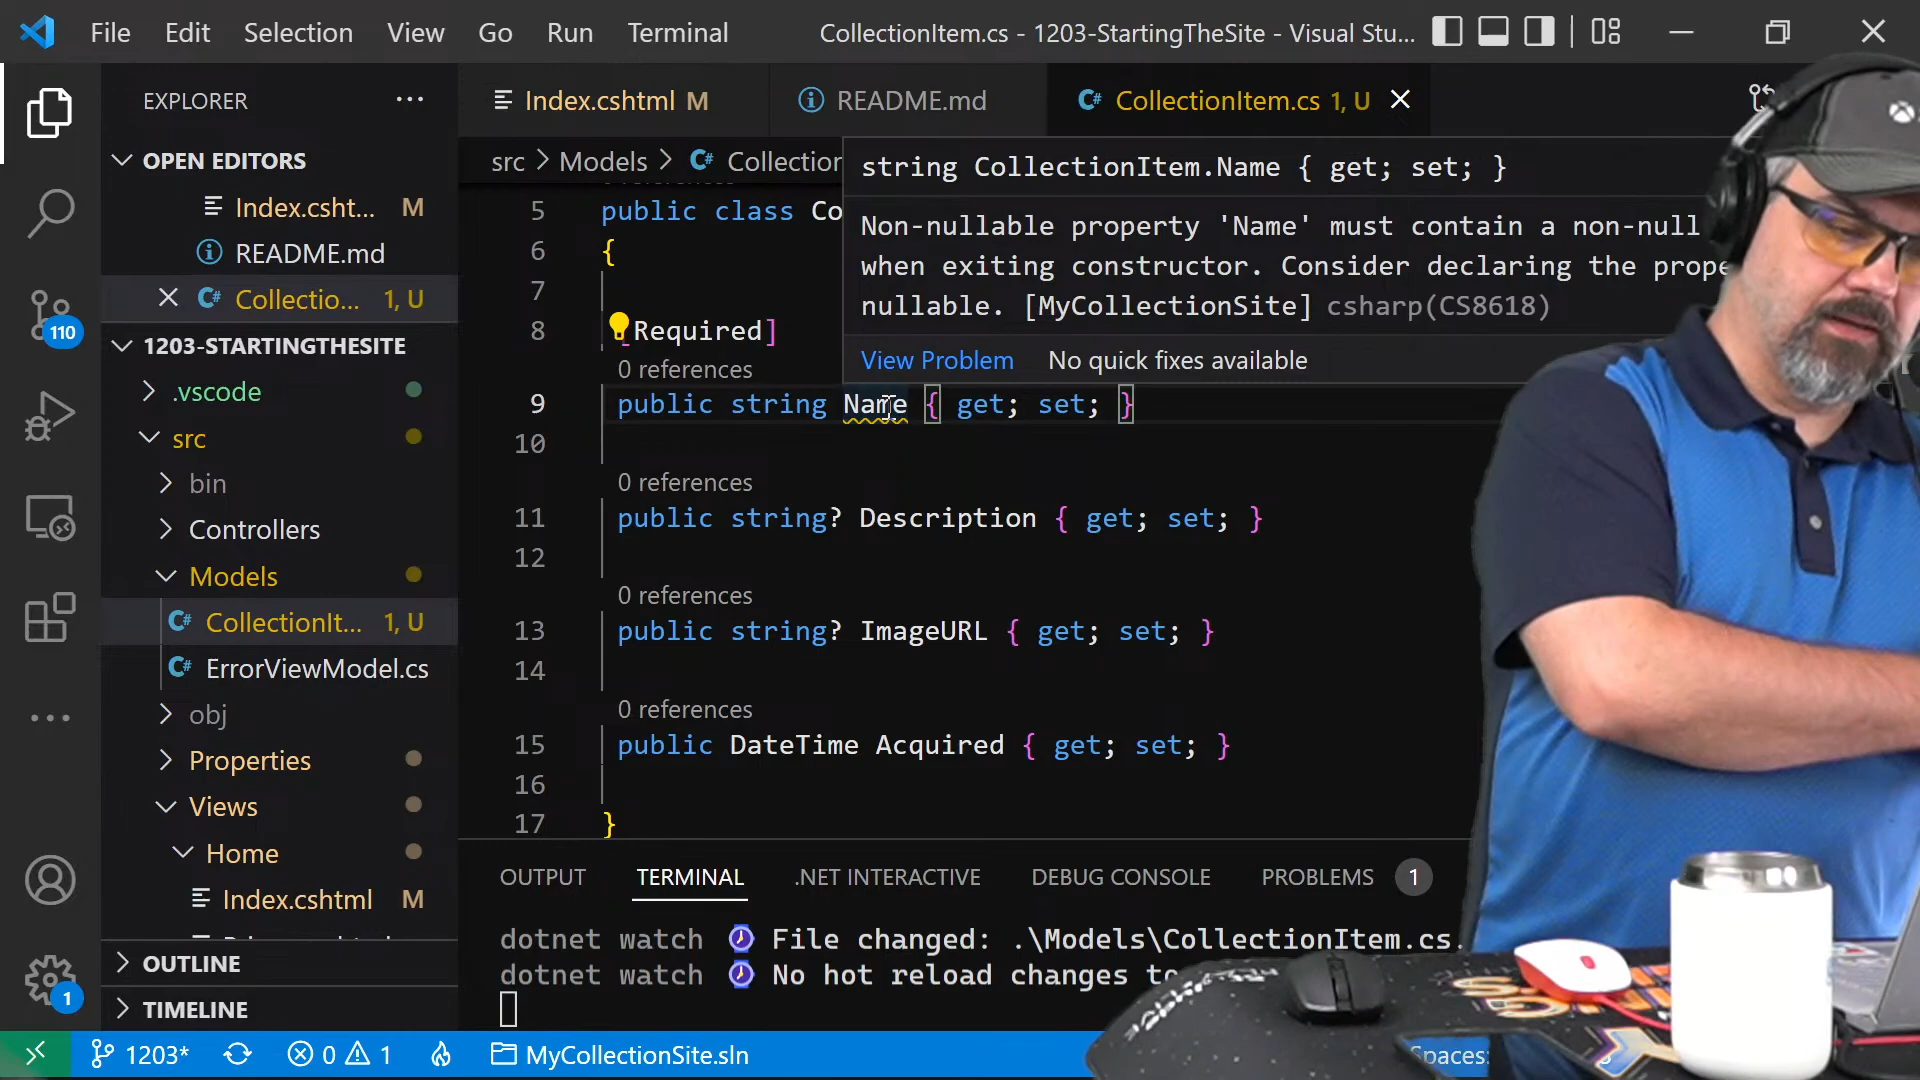 File Edit Selection View Go Run Terminal
CollectionItem.cs - 1203-StartingTheSite - Visual Stu...
EXPLORER
OPEN EDITORS
Index.csht... M
README.md
Collectio... 1, U
1203-STARTINGTHESITE
.vscode
src
bin
Controllers
Models
CollectionIt... 1, U
ErrorViewModel.cs
obj
Properties
Views
Home
Index.cshtml M
OUTLINE
TIMELINE
110
1
Index.cshtml M
README.md
CollectionItem.cs 1, U
src > Models > Collection
string CollectionItem.Name { get; set; }
Non-nullable property 'Name' must contain a non-null
when exiting constructor. Consider declaring the prope
nullable. [MyCollectionSite] csharp(CS8618)
View Problem No quick fixes available
5 public class Co
6 {
7
8 [Required]
0 references
9 public string Name { get; set; }
10
0 references
11 public string? Description { get; set; }
12
0 references
13 public string? ImageURL { get; set; }
14
0 references
15 public DateTime Acquired { get; set; }
16
17 }
OUTPUT TERMINAL .NET INTERACTIVE DEBUG CONSOLE PROBLEMS 1
dotnet watch File changed: .\Models\CollectionItem.cs.
dotnet watch No hot reload changes to
1203* 0 1 MyCollectionSite.sln Spaces: